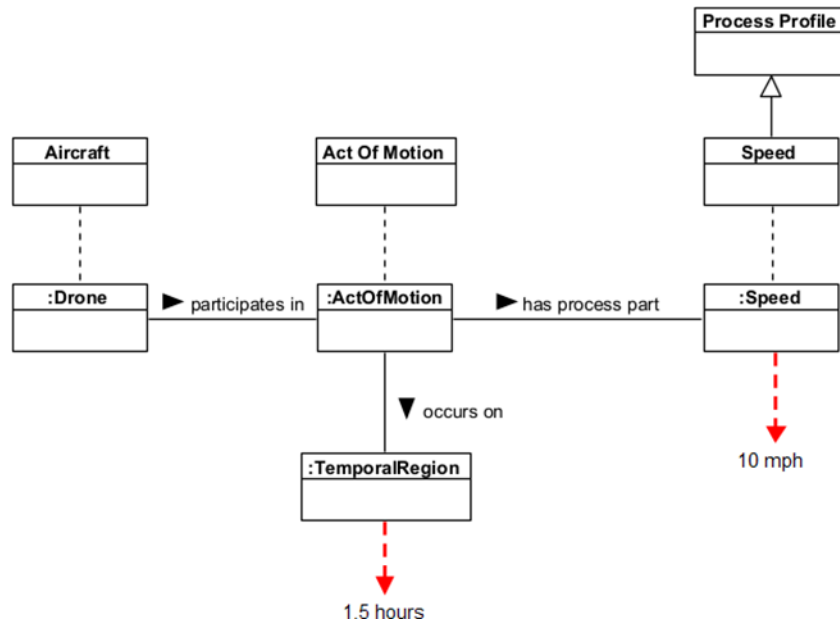 Process Profile
Aircraft
Act Of Motion
Speed
:Drone
participates in
:ActOfMotion
has process part
:Speed
occurs on
:TemporalRegion
10 mph
1.5 hours